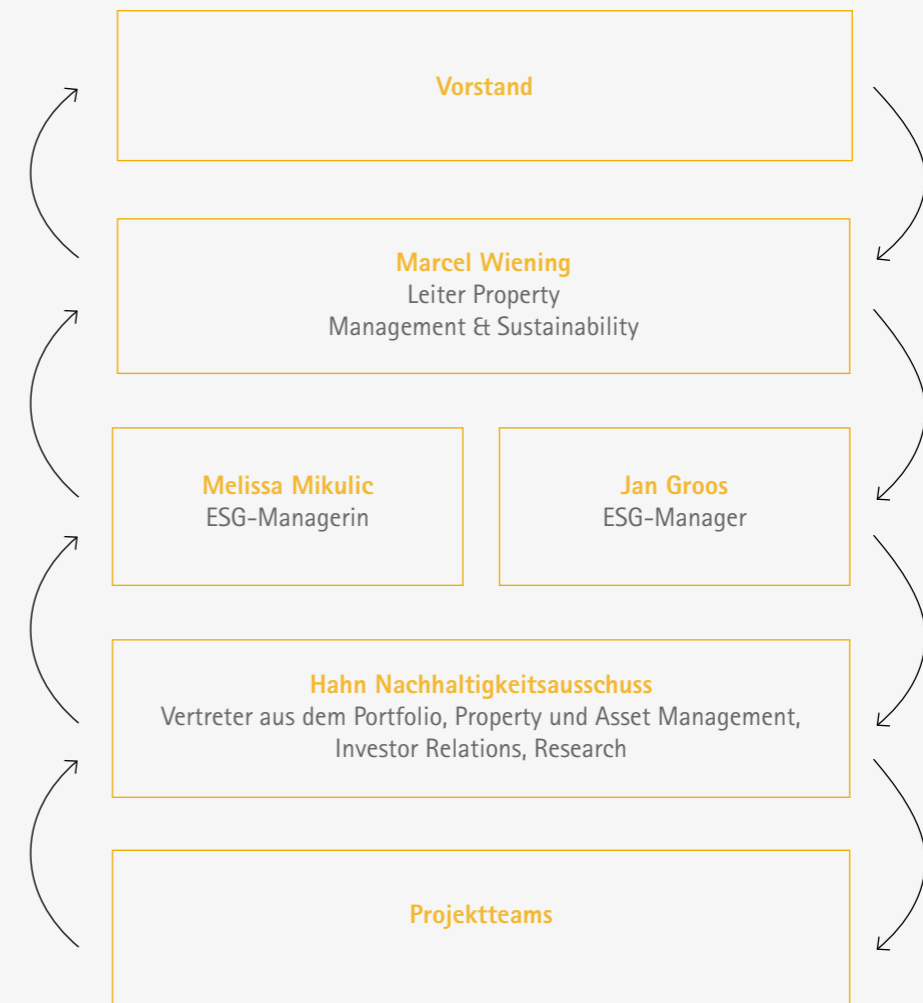 Vorstand
Marcel Wiening
Leiter Property
Management & Sustainability
Melissa Mikulic
ESG-Managerin
Jan Groos
ESG-Manager
Hahn Nachhaltigkeitsausschuss
Vertreter aus dem Portfolio, Property und Asset Management,
Investor Relations, Research
Projektteams